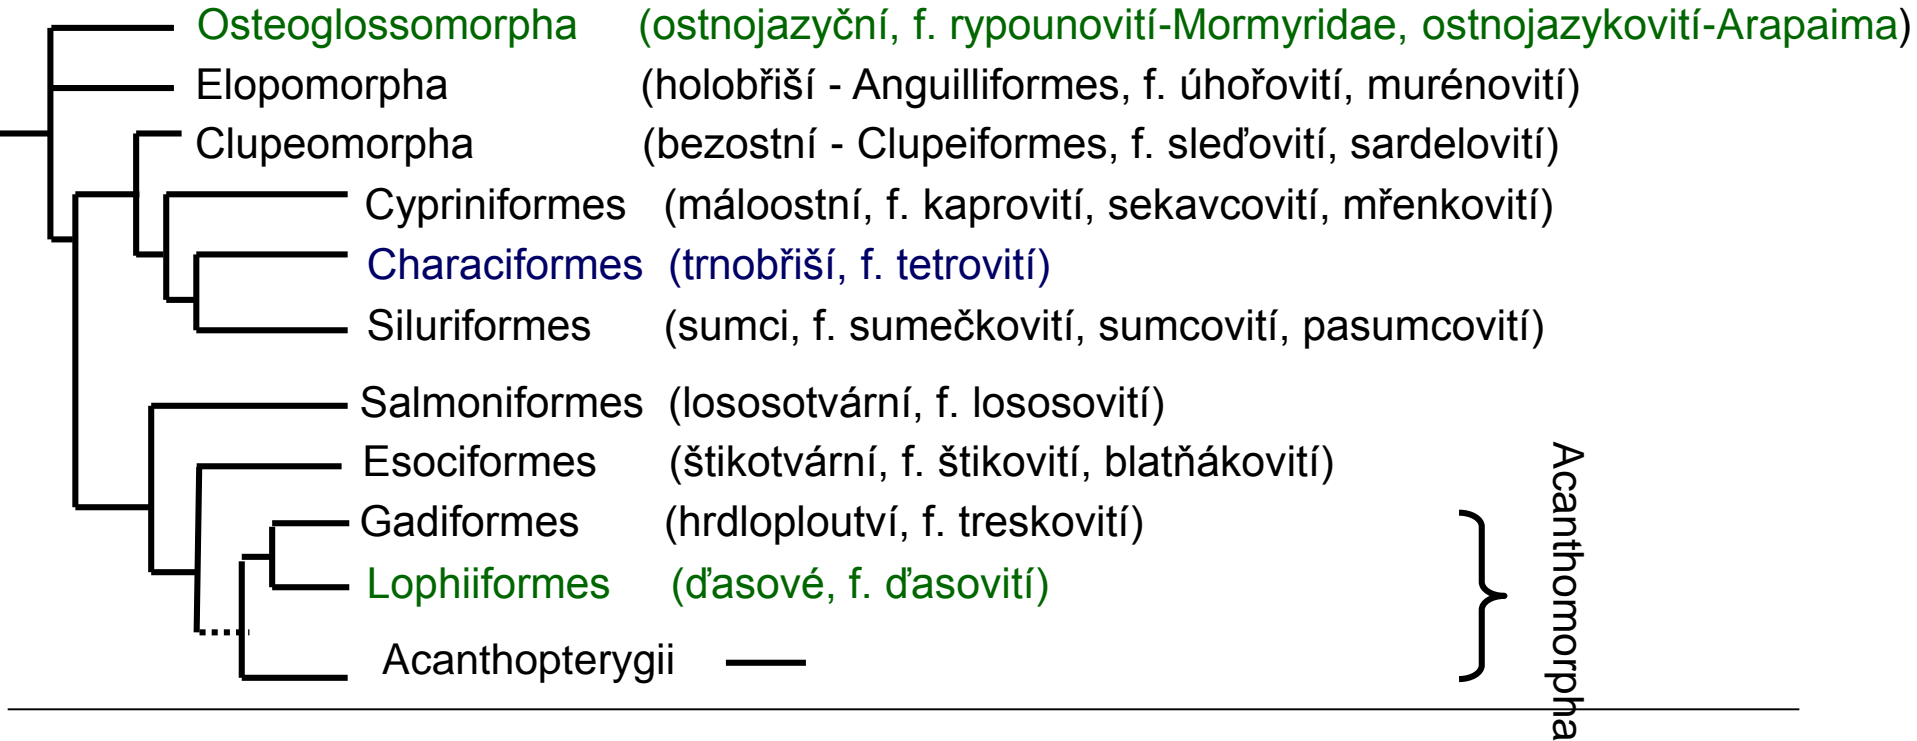 Osteoglossomorpha (ostnojazyční, f. rypounovití-Mormyridae, ostnojazykovití-Arapaima)
Elopomorpha (holobřiší - Anguilliformes, f. úhořovití, murénovití)
Clupeomorpha (bezostní - Clupeiformes, f. sleďovití, sardelovití)
Cypriniformes (máloostní, f. kaprovití, sekavcovití, mřenkovití)
Characiformes (trnobřiší, f. tetrovití)
Siluriformes (sumci, f. sumečkovití, sumcovití, pasumcovití)
Salmoniformes (lososotvární, f. lososovití)
Esociformes (štikotvární, f. štikovití, blatňákovití)
Gadiformes (hrdloploutví, f. treskovití)
Lophiiformes (ďasové, f. ďasovití)
Acanthopterygii
Acanthomorpha